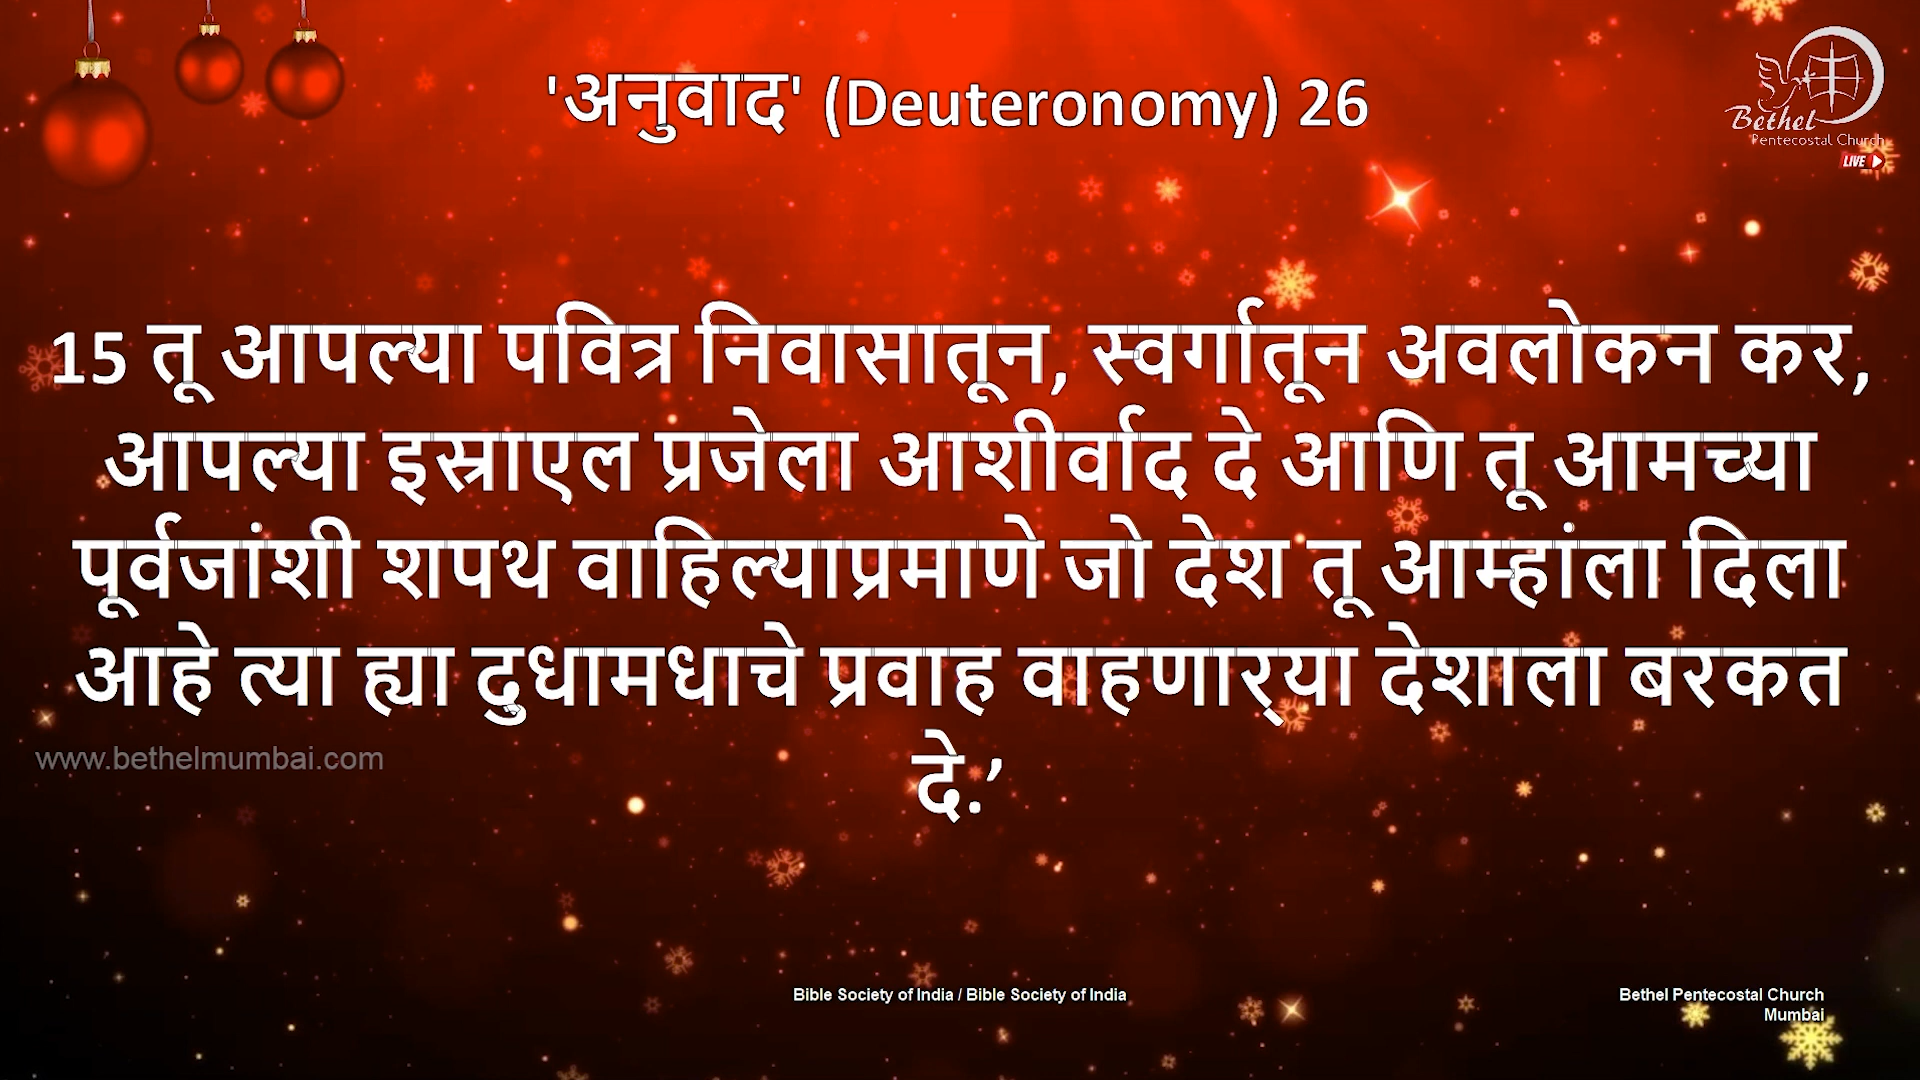 'अनुवाद' (Deuteronomy) 26
Bethel
Pentecostal Church
LIVE
15 तू आपल्या पवित्र निवासातून, स्वर्गातून अवलोकन कर,
आपल्या इस्राएल प्रजेला आशीर्वाद दे आणि तू आमच्या
पूर्वजांशी शपथ वाहिल्याप्रमाणे जो देश तू आम्हांला दिला
आहे त्या ह्या दुधामधाचे प्रवाह वाहणार्‍या देशाला बरकत
दे.’
www.bethelmumbai.com
Bible Society of India / Bible Society of India
Bethel Pentecostal Church
Mumbai